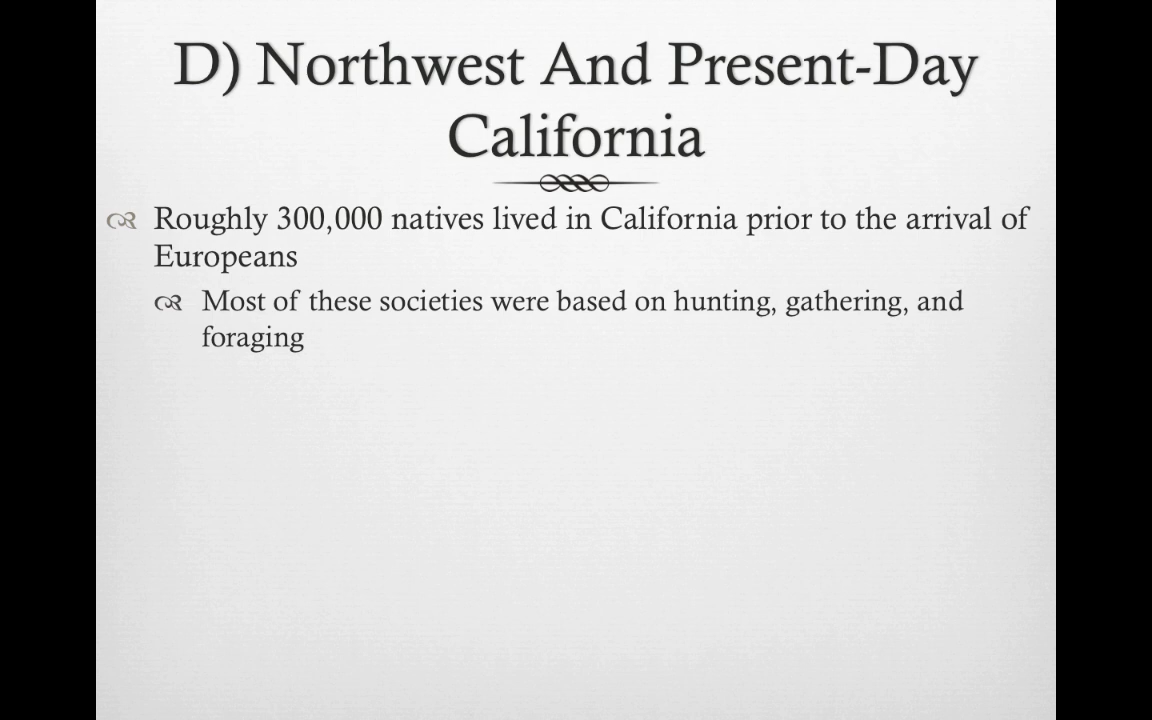 D) Northwest And Present-Day
California
Roughly 300,000 natives lived in California prior to the arrival of
Europeans
Most of these societies were based on hunting, gathering, and
foraging